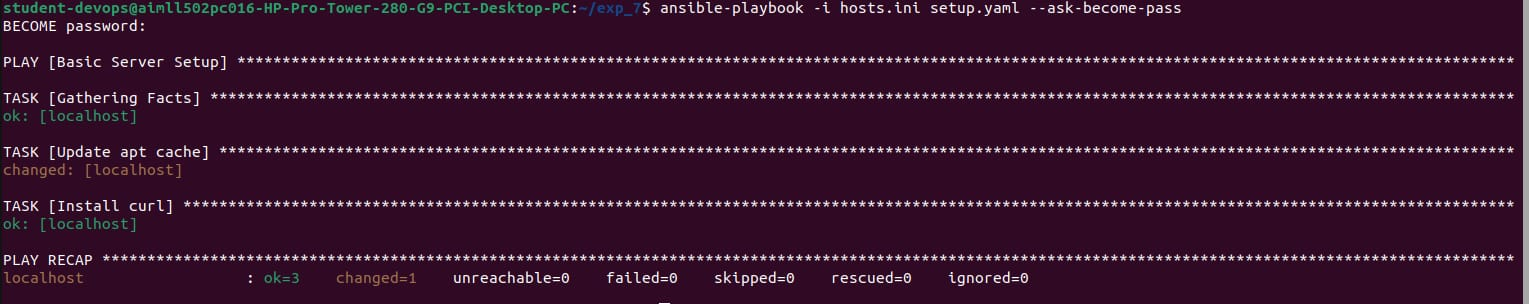 student-devops@aimll502pc016-HP-Pro-Tower-280-G9-PCI-Desktop-PC:~/exp_7$ ansible-playbook -i hosts.ini setup.yaml --ask-become-pass
BECOME password:
PLAY [Basic Server Setup] **********************************************************************************************************************************************
TASK [Gathering Facts] *************************************************************************************************************************************************
ok: [localhost]
TASK [Update apt cache] ************************************************************************************************************************************************
changed: [localhost]
TASK [Install curl] ****************************************************************************************************************************************************
ok: [localhost]
PLAY RECAP *************************************************************************************************************************************************************
localhost                  : ok=3    changed=1    unreachable=0    failed=0    skipped=0    rescued=0    ignored=0